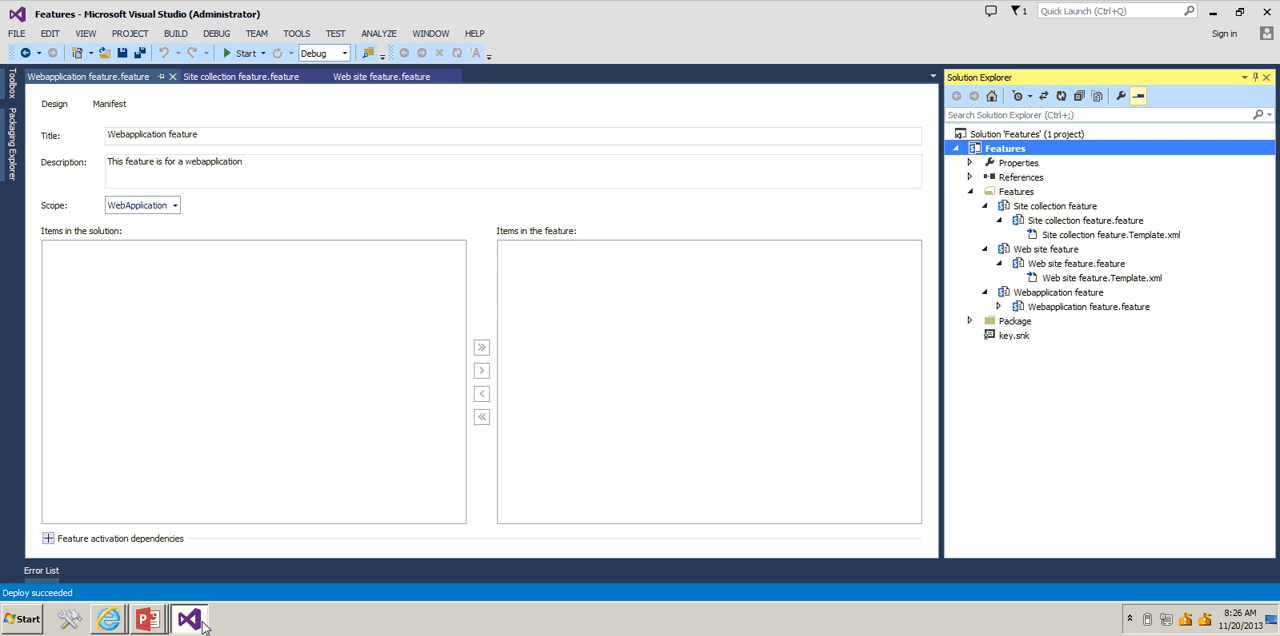 Features - Microsoft Visual Studio (Administrator)
1
Quick Launch (Ctrl+Q)
FILE EDIT VIEW PROJECT BUILD DEBUG TEAM TOOLS TEST ANALYZE WINDOW HELP
Sign in
Start
Debug
Toolbox
Packaging Explorer
Webapplication feature.feature
Site collection feature.feature
Web site feature.feature
Design
Manifest
Title:
Webapplication feature
Description:
This feature is for a webapplication
Scope:
WebApplication
Items in the solution:
Items in the feature:
Feature activation dependencies
Solution Explorer
Search Solution Explorer (Ctrl+;)
Solution 'Features' (1 project)
Features
Properties
References
Features
Site collection feature
Site collection feature.feature
Site collection feature.Template.xml
Web site feature
Web site feature.feature
Web site feature.Template.xml
Webapplication feature
Webapplication feature.feature
Package
key.snk
Error List
Deploy succeeded
Start
8:26 AM
11/20/2013